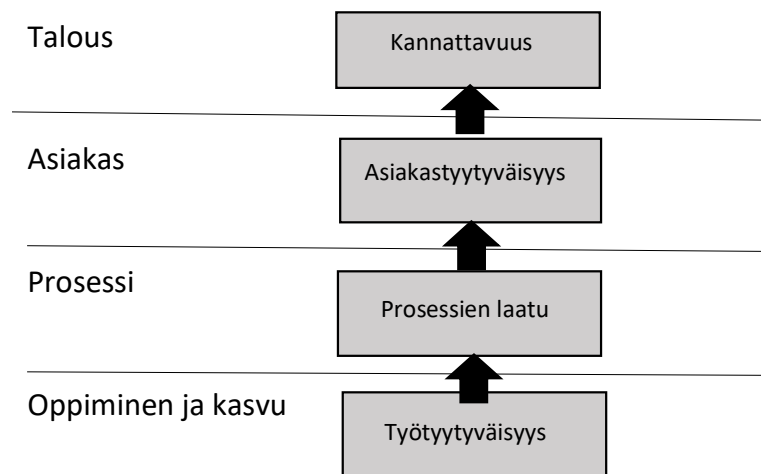 Talous
Kannattavuus
Asiakas
Asiakastyytyväisyys
Prosessi
Prosessien laatu
Oppiminen ja kasvu
Työtyytyväisyys